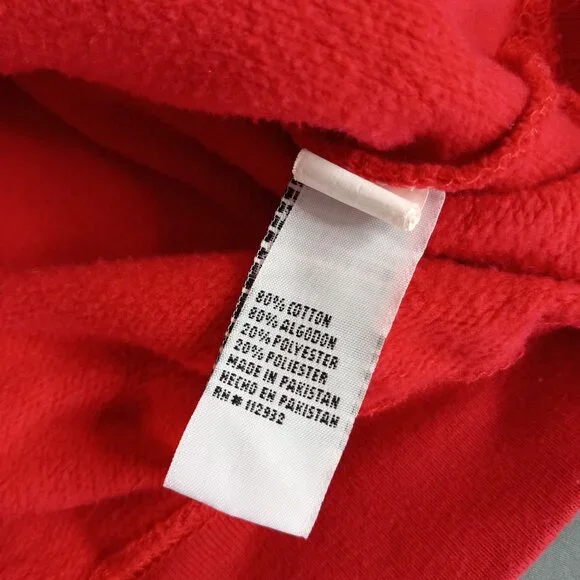 80% COTTON
80% ALGODON
20% POLYESTER
20% POLIESTER
MADE IN PAKISTAN
HECHO EN PAKISTAN
RN # 112932